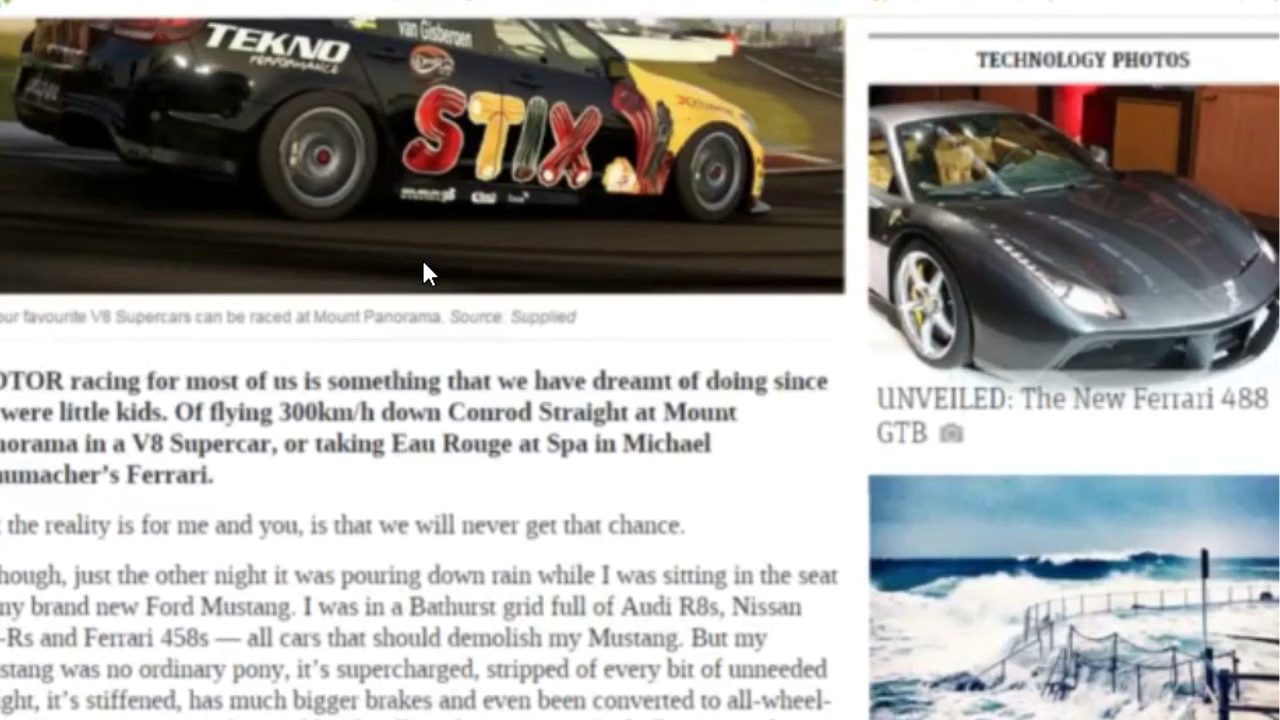 TEKNO
PERFORMANCE
van Gisbergen
STIX
our favourite V8 Supercars can be raced at Mount Panorama. Source: Supplied
OTOR racing for most of us is something that we have dreamt of doing since
were little kids. Of flying 300km/h down Conrod Straight at Mount
norama in a V8 Supercar, or taking Eau Rouge at Spa in Michael
humacher's Ferrari.
t the reality is for me and you, is that we will never get that chance.
hough, just the other night it was pouring down rain while I was sitting in the seat
my brand new Ford Mustang. I was in a Bathurst grid full of Audi R8s, Nissan
-Rs and Ferrari 458s — all cars that should demolish my Mustang. But my
stang was no ordinary pony, it's supercharged, stripped of every bit of unneeded
ight, it's stiffened, has much bigger brakes and even been converted to all-wheel-
TECHNOLOGY PHOTOS
UNVEILED: The New Ferrari 488
GTB